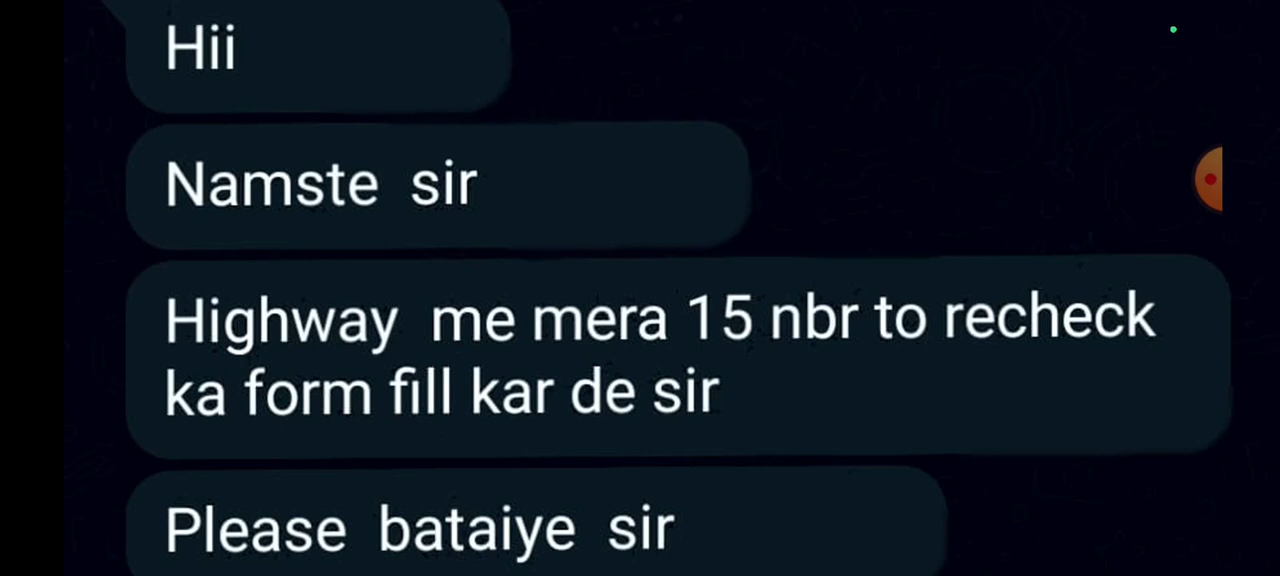 Hii
Namste sir
Highway me mera 15 nbr to recheck
ka form fill kar de sir
Please bataiye sir